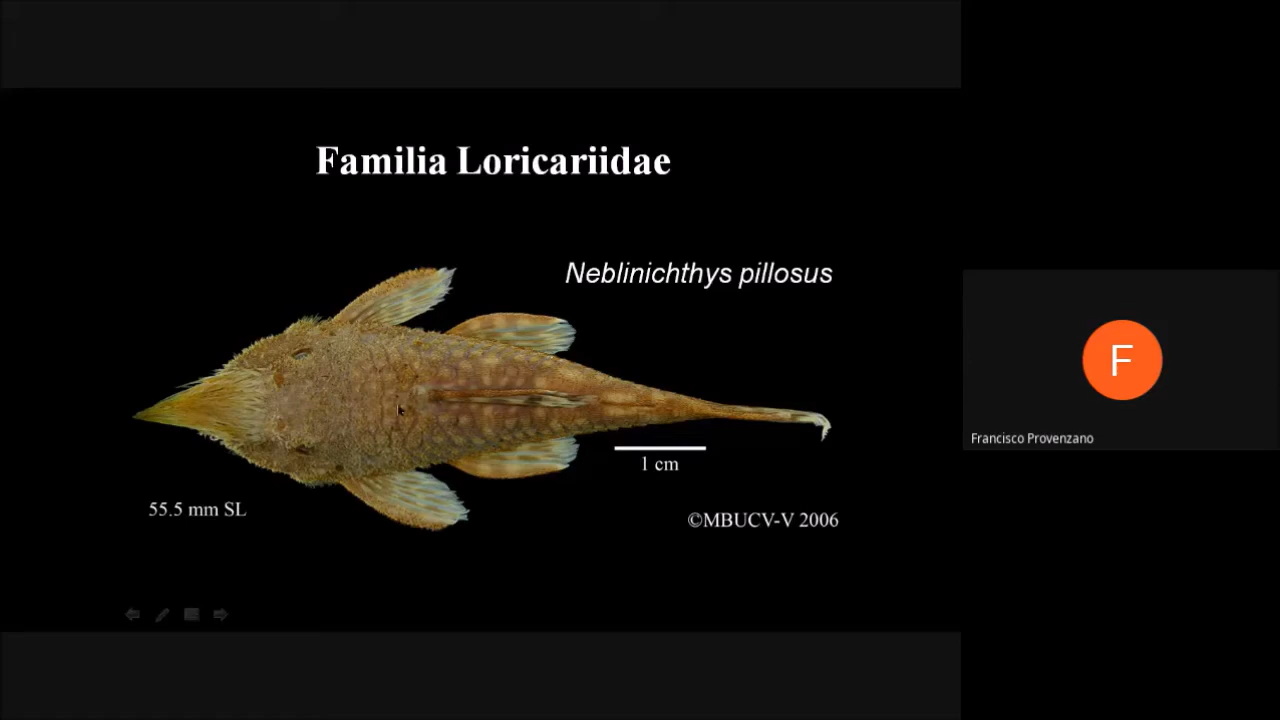 Familia Loricariidae
Neblinichthys pillosus
1 cm
55.5 mm SL
©MBUCV-V 2006
F
Francisco Provenzano